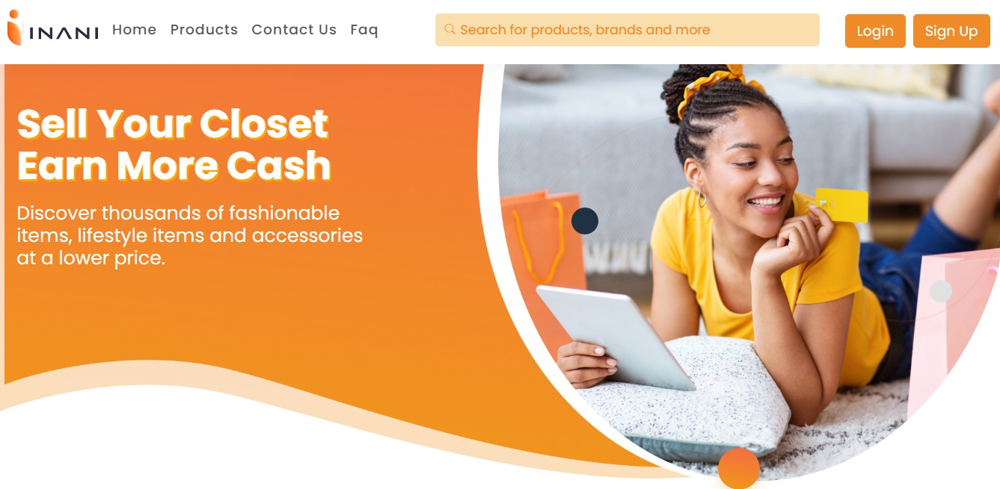 INANI
Home Products Contact Us Faq
Search for products, brands and more
Login
Sign Up
Sell Your Closet
Earn More Cash
Discover thousands of fashionable
items, lifestyle items and accessories
at a lower price.